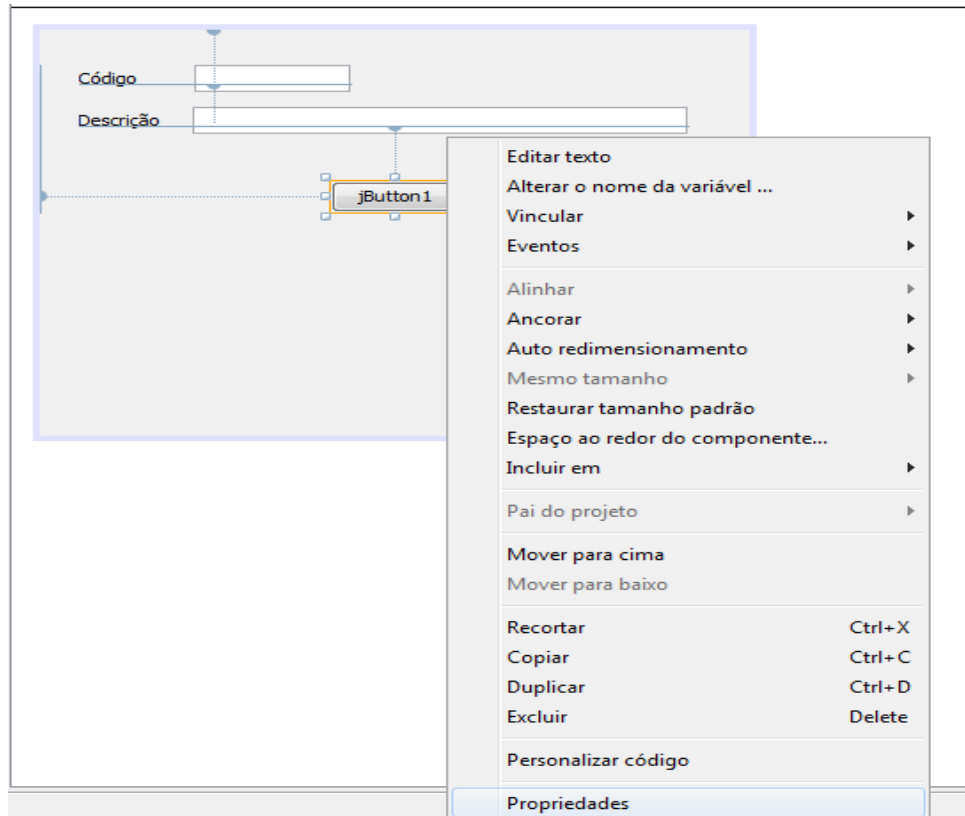 Código
Descrição
jButton1
Editar texto
Alterar o nome da variável ...
Vincular
Eventos
Alinhar
Ancorar
Auto redimensionamento
Mesmo tamanho
Restaurar tamanho padrão
Espaço ao redor do componente...
Incluir em
Pai do projeto
Mover para cima
Mover para baixo
Recortar Ctrl+X
Copiar Ctrl+C
Duplicar Ctrl+D
Excluir Delete
Personalizar código
Propriedades